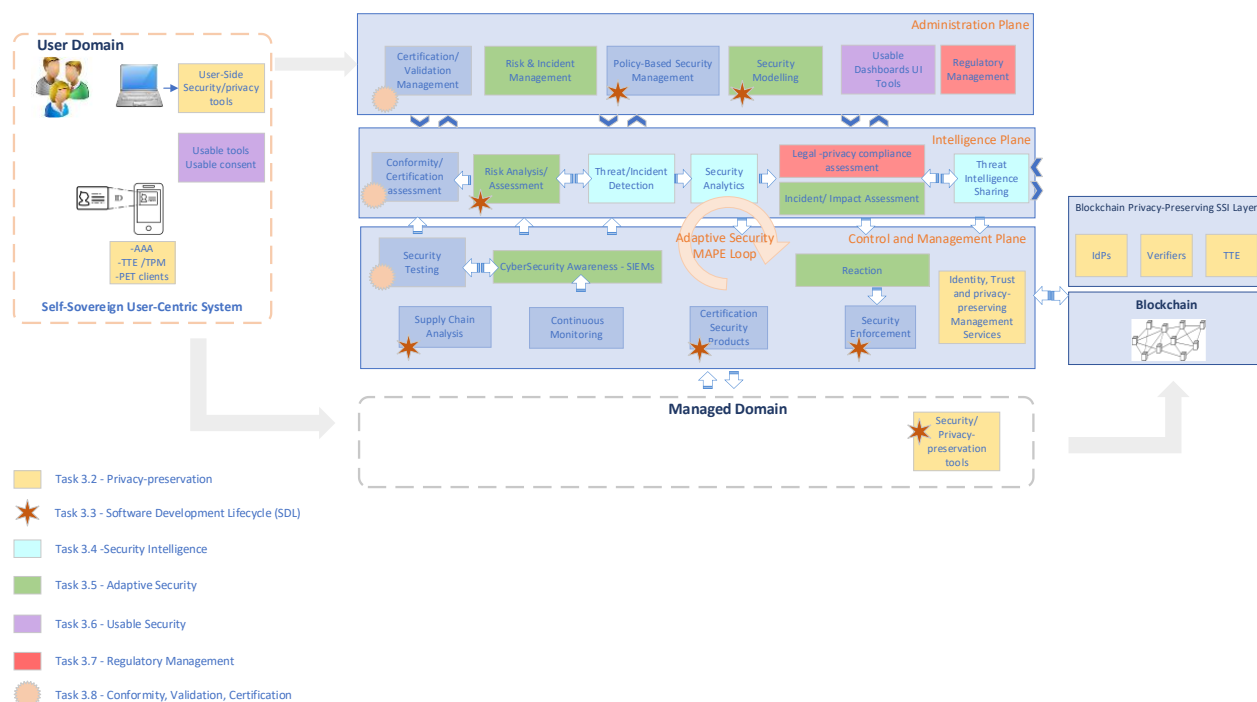 User Domain
User-Side
Security/privacy
tools
Usable tools
Usable consent
ID
-AAA
-TTE /TPM
-PET clients
Self-Sovereign User-Centric System
Administration Plane
Certification/
Validation
Management
Risk & Incident
Management
Policy-Based Security
Management
Security
Modelling
Usable
Dashboards UI
Tools
Regulatory
Management
Intelligence Plane
Conformity/
Certification
assessment
Risk Analysis/
Assessment
Threat/Incident
Detection
Security
Analytics
Legal -privacy compliance
assessment
Incident/ Impact Assessment
Threat
Intelligence
Sharing
Adaptive Security
MAPE Loop
Control and Management Plane
Security
Testing
CyberSecurity Awareness - SIEMs
Reaction
Identity, Trust
and privacy-
preserving
Management
Services
Supply Chain
Analysis
Continuous
Monitoring
Certification
Security
Products
Security
Enforcement
Blockchain Privacy-Preserving SSI Layer
IdPs
Verifiers
TTE
Blockchain
Managed Domain
Security/
Privacy-
preservation
tools
Task 3.2 - Privacy-preservation
Task 3.3 - Software Development Lifecycle (SDL)
Task 3.4 -Security Intelligence
Task 3.5 - Adaptive Security
Task 3.6 - Usable Security
Task 3.7 - Regulatory Management
Task 3.8 - Conformity, Validation, Certification